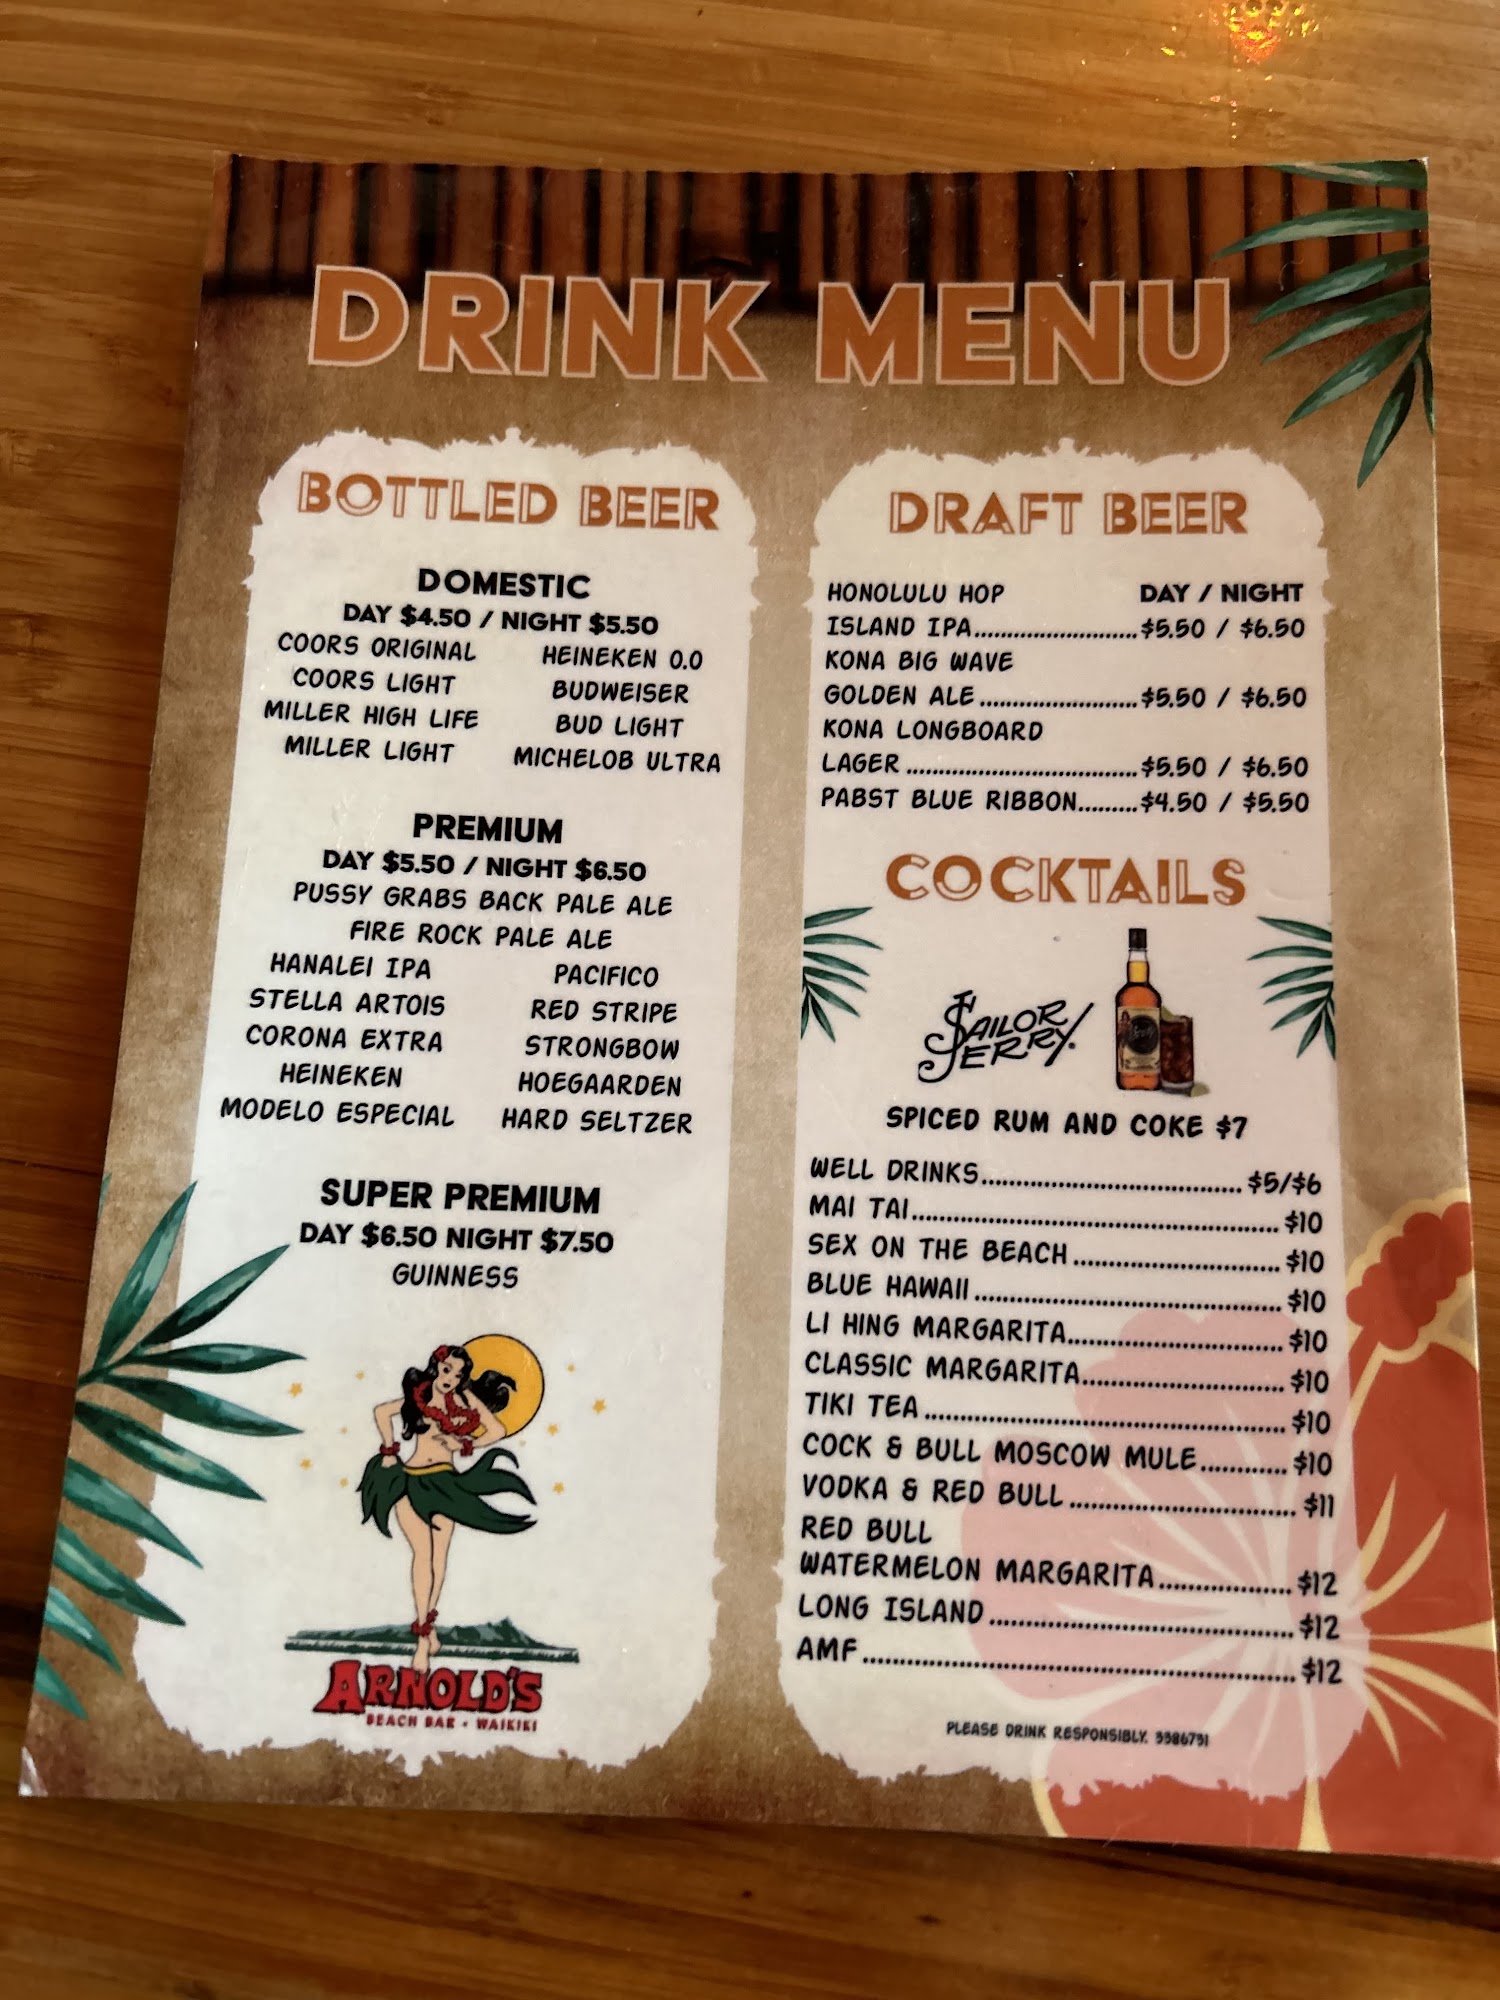 DRINK MENU
BOTTLED BEER
DOMESTIC
DAY $4.50 / NIGHT $5.50
COORS ORIGINAL HEINEKEN 0.0
COORS LIGHT BUDWEISER
MILLER HIGH LIFE BUD LIGHT
MILLER LIGHT MICHELOB ULTRA
PREMIUM
DAY $5.50 / NIGHT $6.50
PUSSY GRABS BACK PALE ALE
FIRE ROCK PALE ALE
HANALEI IPA PACIFICO
STELLA ARTOIS RED STRIPE
CORONA EXTRA STRONGBOW
HEINEKEN HOEGAARDEN
MODELO ESPECIAL HARD SELTZER
SUPER PREMIUM
DAY $6.50 NIGHT $7.50
GUINNESS
ARNOLD'S
BEACH BAR - WAIKIKI
DRAFT BEER
HONOLULU HOP DAY / NIGHT
ISLAND IPA $5.50 / $6.50
KONA BIG WAVE
GOLDEN ALE $5.50 / $6.50
KONA LONGBOARD
LAGER $5.50 / $6.50
PABST BLUE RIBBON $4.50 / $5.50
COCKTAILS
SAILOR
JERRY.
SPICED RUM AND COKE $7
WELL DRINKS $5/$6
MAI TAI $10
SEX ON THE BEACH $10
BLUE HAWAII $10
LI HING MARGARITA $10
CLASSIC MARGARITA $10
TIKI TEA $10
COCK & BULL MOSCOW MULE $10
VODKA & RED BULL $11
RED BULL
WATERMELON MARGARITA $12
LONG ISLAND $12
AMF $12
PLEASE DRINK RESPONSIBLY.